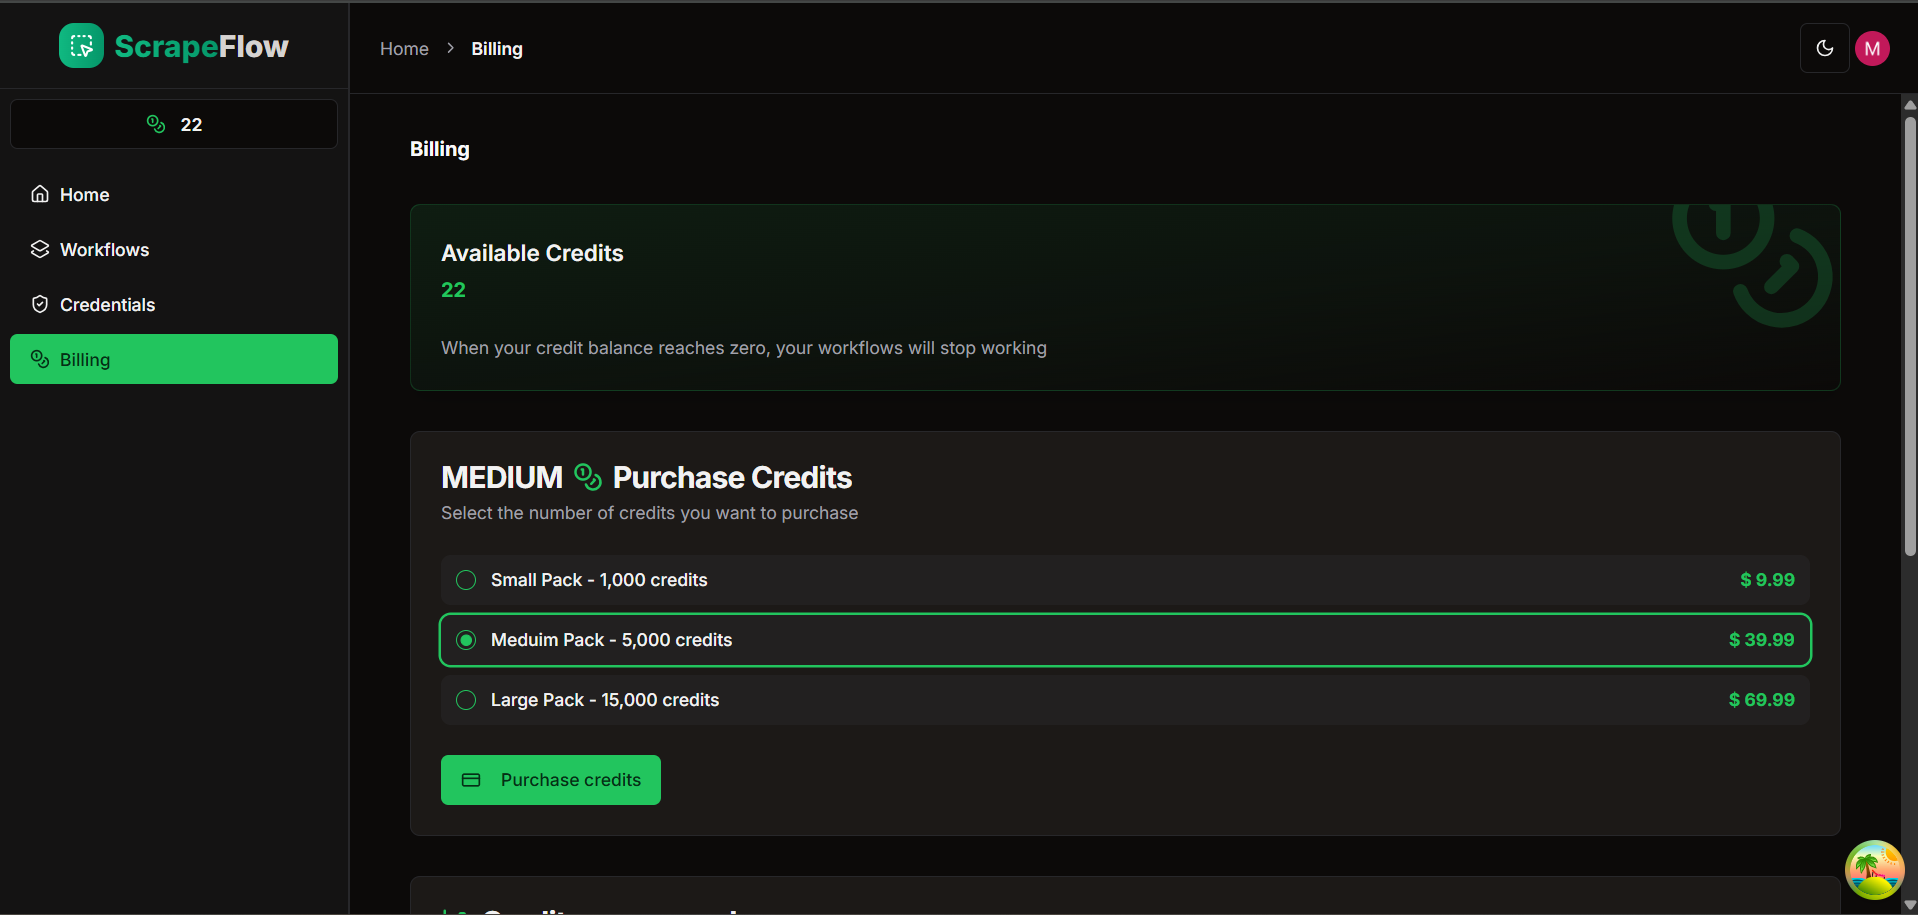 ScrapeFlow
22
Home
Workflows
Credentials
Billing
Home > Billing
M
Billing
Available Credits
22
When your credit balance reaches zero, your workflows will stop working
MEDIUM Purchase Credits
Select the number of credits you want to purchase
Small Pack - 1,000 credits $ 9.99
Meduim Pack - 5,000 credits $ 39.99
Large Pack - 15,000 credits $ 69.99
Purchase credits